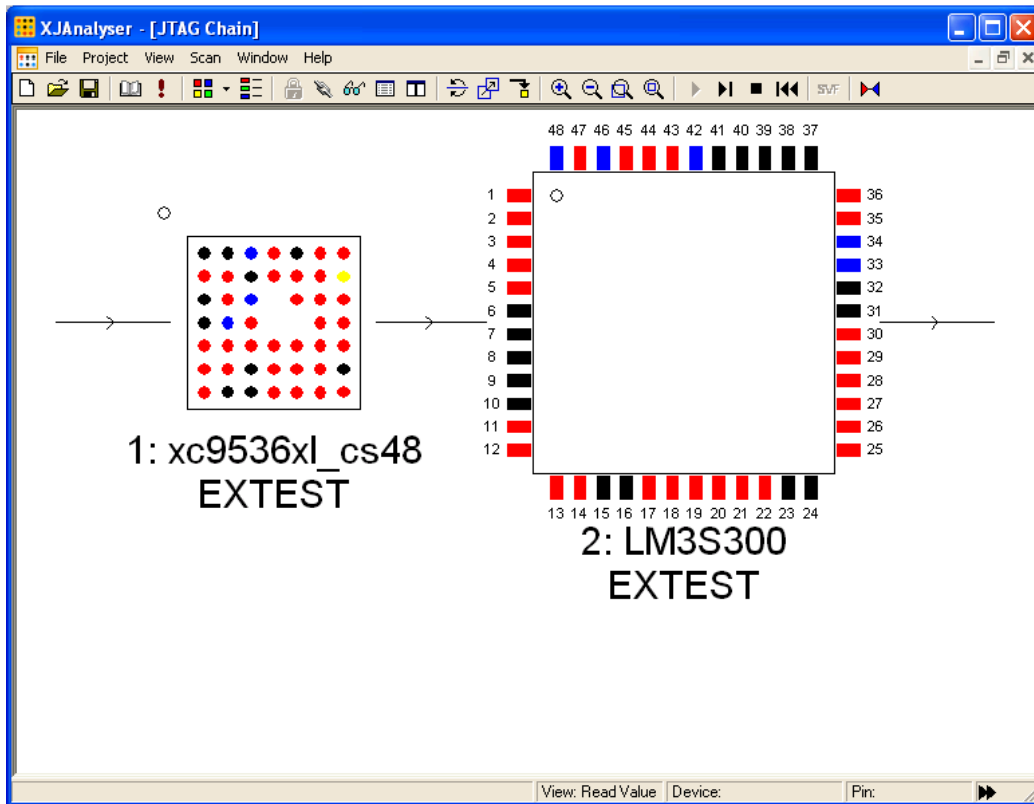 XJAnalyser - [JTAG Chain]
File Project View Scan Window Help
SVF
48 47 46 45 44 43 42 41 40 39 38 37
1 36
2 35
3 34
4 33
5 32
6 31
7 30
8 29
9 28
10 27
11 26
12 25
13 14 15 16 17 18 19 20 21 22 23 24
1: xc9536xl_cs48
EXTEST
2: LM3S300
EXTEST
View: Read Value Device: Pin: